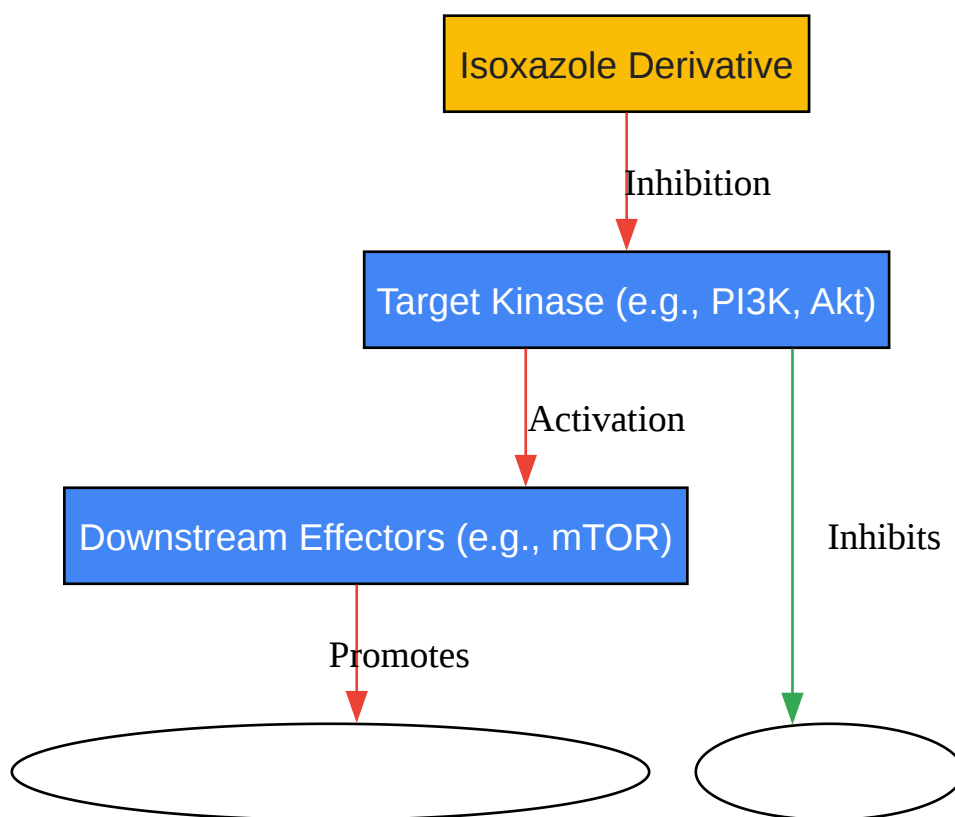 Isoxazole Derivative
Inhibition
Target Kinase (e.g., PI3K, Akt)
Activation
Downstream Effectors (e.g., mTOR)
Inhibits
Promotes